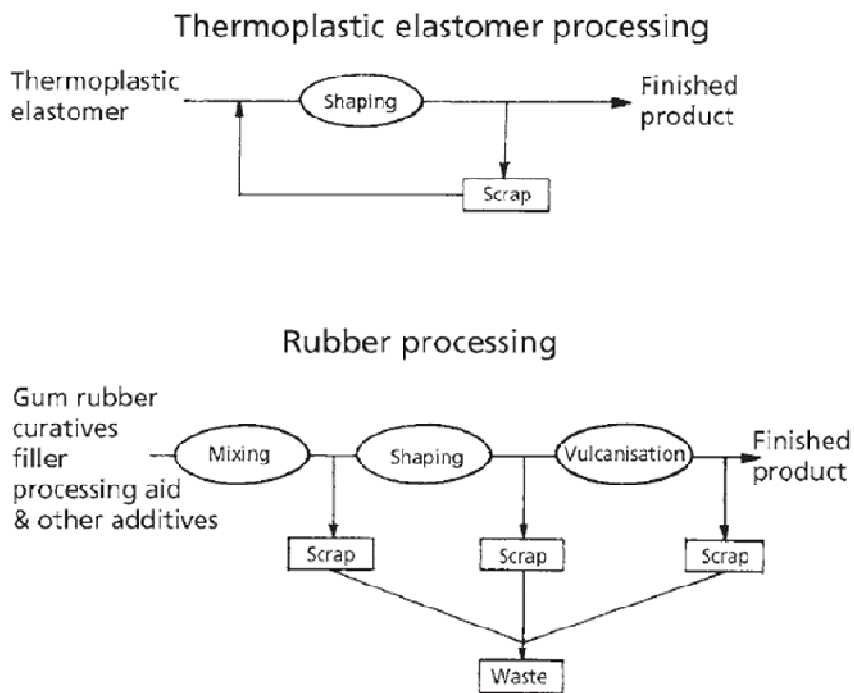 Thermoplastic elastomer processing
Thermoplastic
elastomer
Shaping
Finished
product
Scrap
Rubber processing
Gum rubber
curatives
filler
processing aid
& other additives
Mixing
Shaping
Vulcanisation
Finished
product
Scrap
Scrap
Scrap
Waste